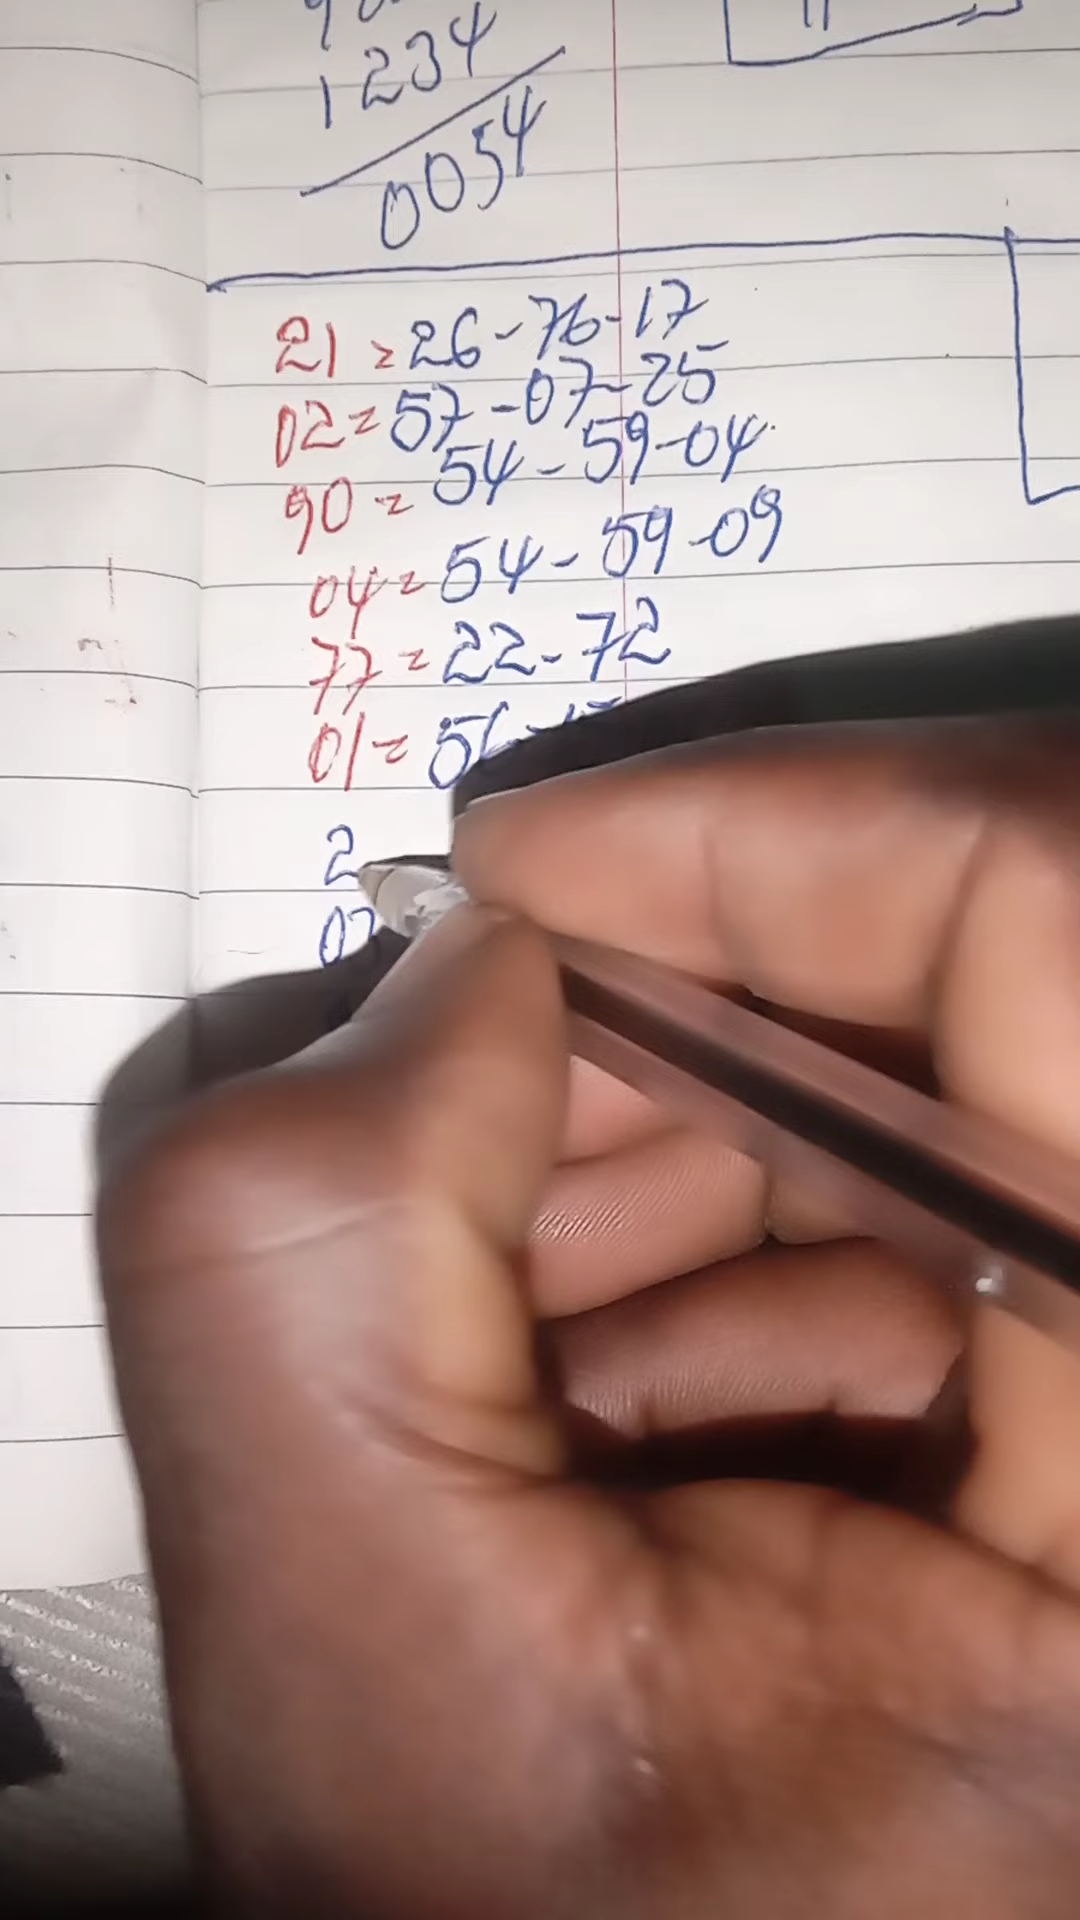 1234
0054
21 = 26-76-17
02 = 57-07-25
90 = 54-59-04
04 = 54-59-09
77 = 22-72
01 =
2